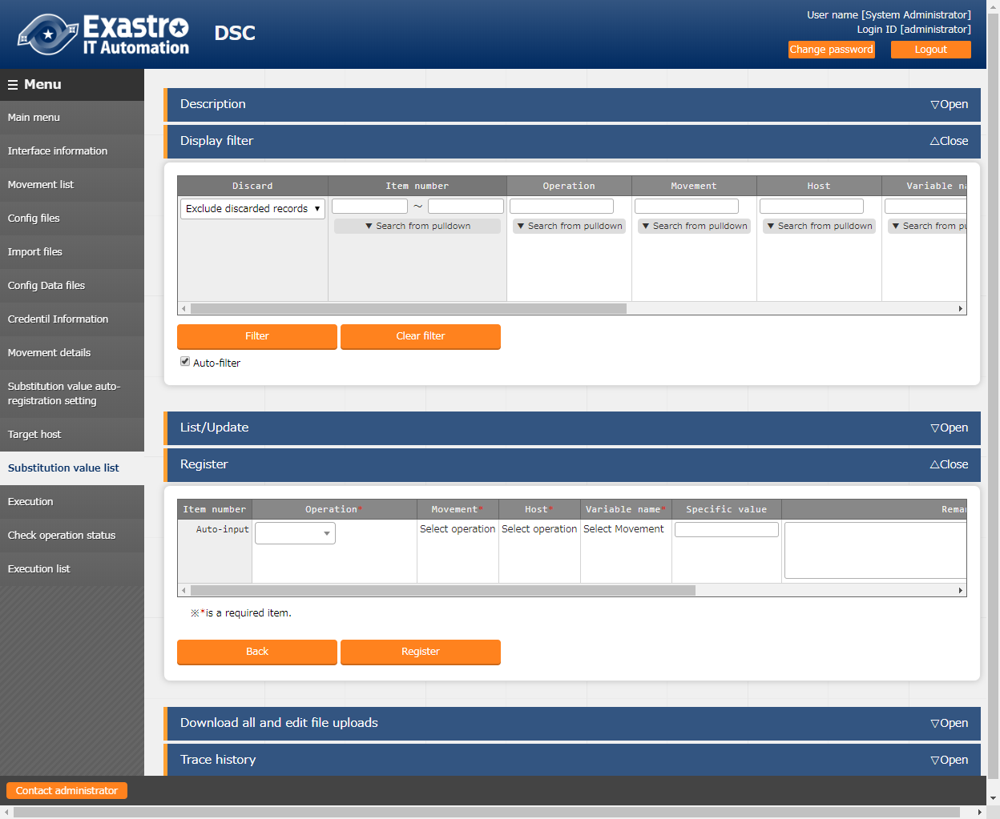 Exastro
IT Automation
DSC
User name [System Administrator]
Login ID [administrator]
Change password
Logout
Menu
Main menu
Interface information
Movement list
Config files
Import files
Config Data files
Credentil Information
Movement details
Substitution value auto-
registration setting
Target host
Substitution value list
Execution
Check operation status
Execution list
Description ▽Open
Display filter △Close
Discard Item number Operation Movement Host Variable na
Exclude discarded records ▼ ～
▼ Search from pulldown ▼ Search from pulldown ▼ Search from pulldown ▼ Search from pulldown ▼ Search from pu
Filter Clear filter
Auto-filter
List/Update ▽Open
Register △Close
Item number Operation* Movement* Host* Variable name* Specific value Remar
Auto-input Select operation Select operation Select Movement
※*is a required item.
Back Register
Download all and edit file uploads ▽Open
Trace history ▽Open
Contact administrator